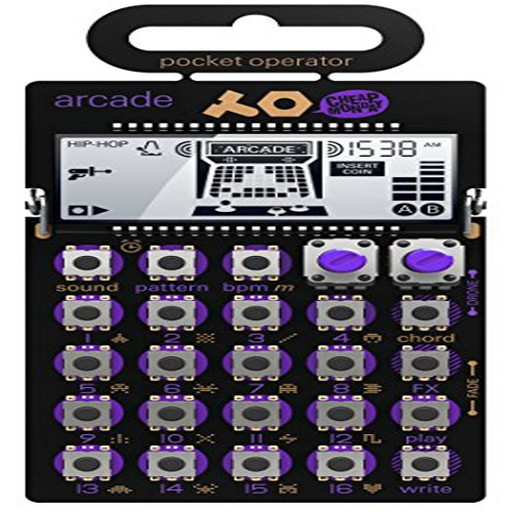 pocket operator
arcade
CHEAP MONDAY
HIP-HOP
ARCADE
15 38 AM
INSERT COIN
A B
sound pattern bpm m
DRONE
1 2 3 4 chord
5 6 7 8 FX
FADE
9 10 11 12 play
13 14 15 16 write